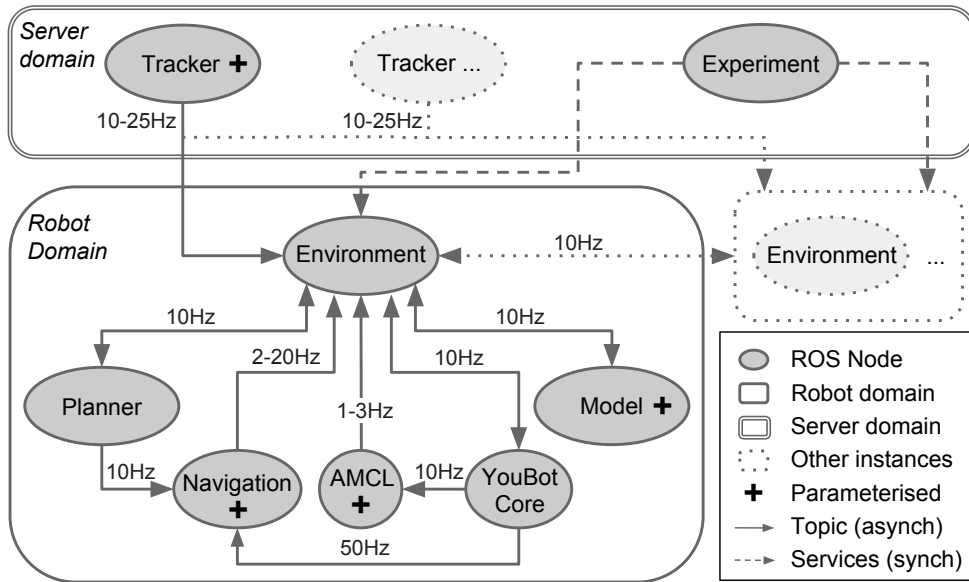 Server
domain
Tracker +
Tracker ...
Experiment
10-25Hz
10-25Hz
Robot
Domain
Environment
10Hz
Environment
...
10Hz
10Hz
2-20Hz
10Hz
Planner
1-3Hz
Model +
10Hz
Navigation
+
AMCL
+
10Hz
YouBot
Core
50Hz
ROS Node
Robot domain
Server domain
Other instances
+ Parameterised
Topic (asynch)
Services (synch)